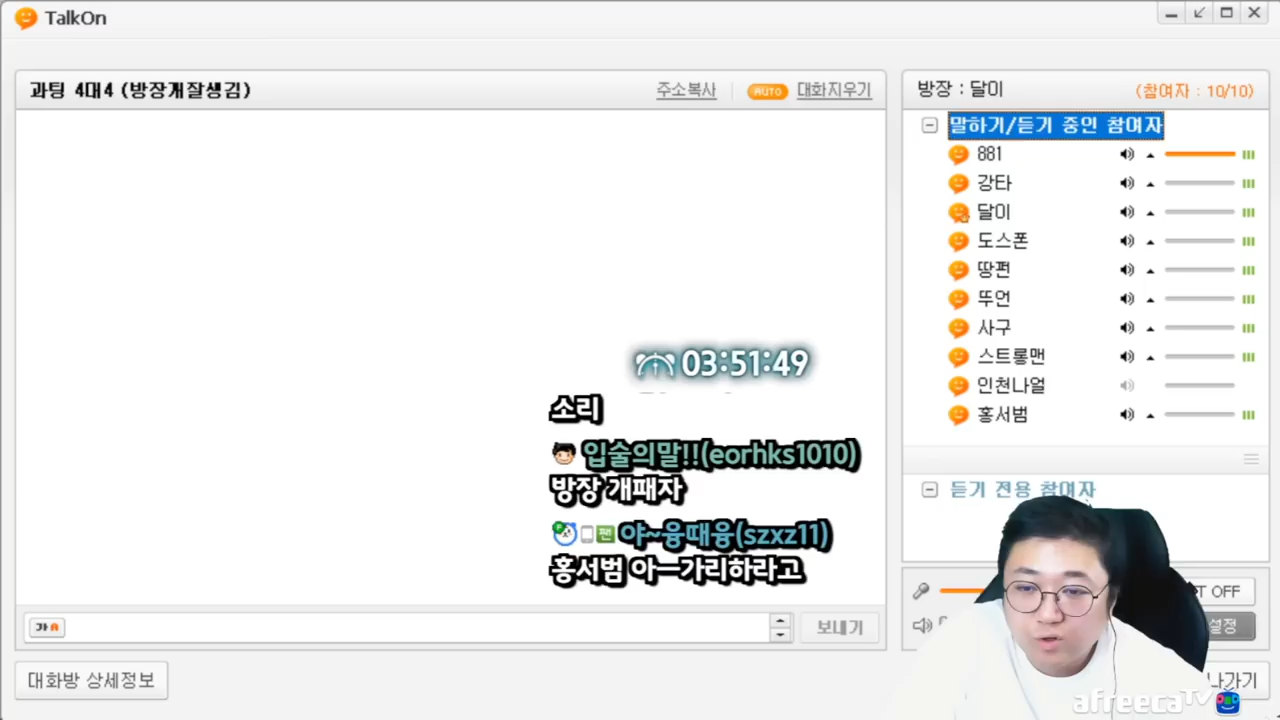 TalkOn
과팅 4대4 (방장개잘생김)
주소복사
AUTO
대화지우기
방장 : 달이
(참여자 : 10/10)
말하기/듣기 중인 참여자
881
강타
달이
도스폰
땅펀
뚜언
사구
스트롱맨
인천나얼
홍서범
03:51:49
소리
입술의말!!(eorhks1010)
방장 개패자
팬 야~융때융(szxz11)
홍서범 아ㅡ가리하라고
듣기 전용 참여자
OFF
설정
가
보내기
대화방 상세정보
나가기
afreecaTV